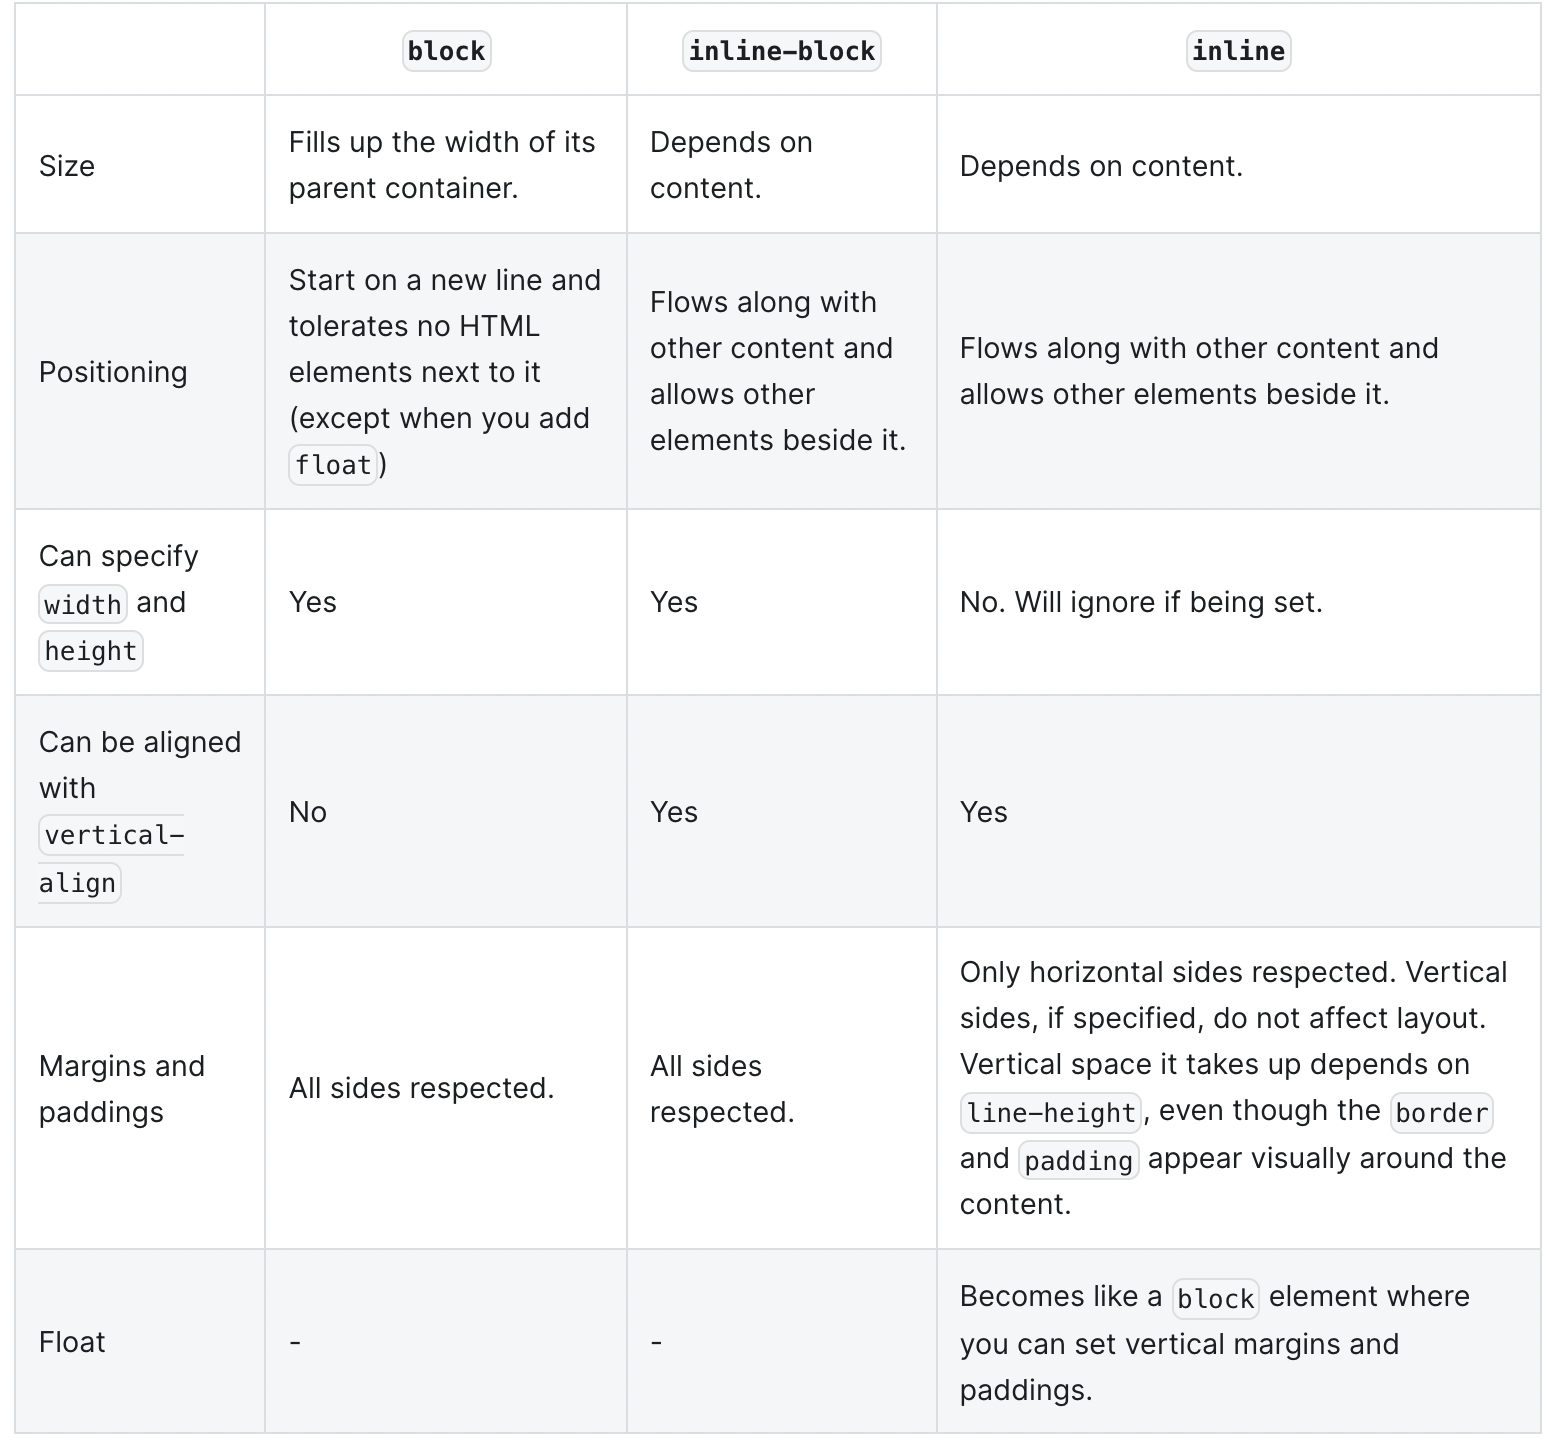 block
inline-block
inline
Size
Fills up the width of its
parent container.
Depends on
content.
Depends on content.
Positioning
Start on a new line and
tolerates no HTML
elements next to it
(except when you add
float)
Flows along with
other content and
allows other
elements beside it.
Flows along with other content and
allows other elements beside it.
Can specify
width and
height
Yes
Yes
No. Will ignore if being set.
Can be aligned
with
vertical-
align
No
Yes
Yes
Margins and
paddings
All sides respected.
All sides
respected.
Only horizontal sides respected. Vertical
sides, if specified, do not affect layout.
Vertical space it takes up depends on
line-height, even though the border
and padding appear visually around the
content.
Float
-
-
Becomes like a block element where
you can set vertical margins and
paddings.